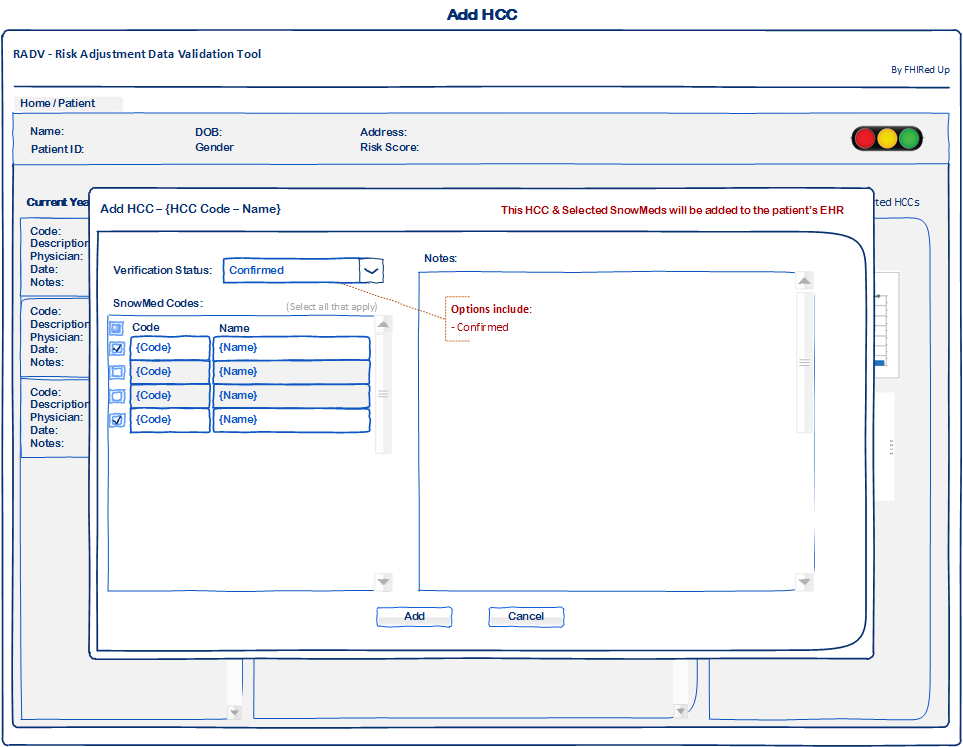 Add HCC
RADV - Risk Adjustment Data Validation Tool
By FHIRed Up
Home / Patient
Name:
DOB:
Address:
Patient ID:
Gender
Risk Score:
Current Yea
ted HCCs
Code:
Description
Physician:
Date:
Notes:
Code:
Description
Physician:
Date:
Notes:
Code:
Description
Physician:
Date:
Notes:
Add HCC – {HCC Code – Name}
This HCC & Selected SnowMeds will be added to the patient's EHR
Verification Status:
Confirmed
Notes:
SnowMed Codes:
(Select all that apply)
Code
Name
{Code}
{Name}
{Code}
{Name}
{Code}
{Name}
{Code}
{Name}
Options include:
- Confirmed
Add
Cancel